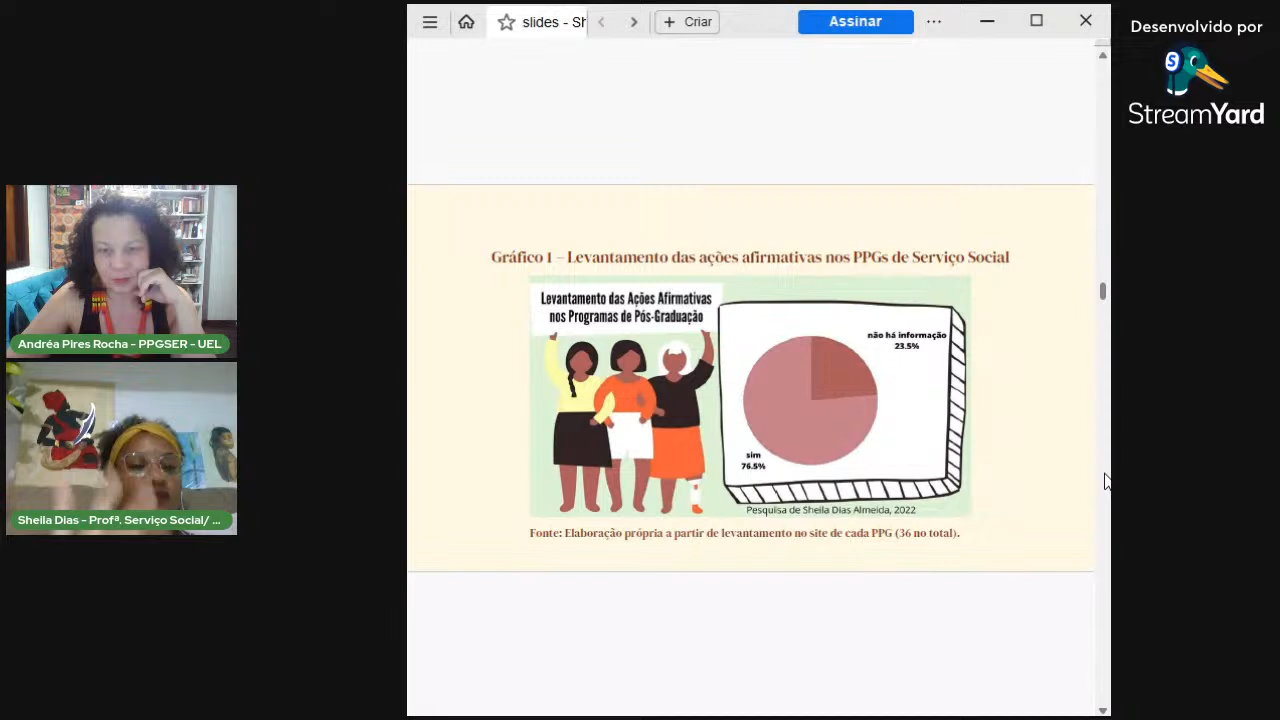 slides - Sh
Criar
Assinar
Desenvolvido por
S
StreamYard
Andréa Pires Rocha - PPGSER - UEL
Sheila Dias - Profª. Serviço Social/ ...
Gráfico 1 – Levantamento das ações afirmativas nos PPGs de Serviço Social
Levantamento das Ações Afirmativas
nos Programas de Pós-Graduação
não há informação
23.5%
sim
76.5%
Pesquisa de Sheila Dias Almeida, 2022
Fonte: Elaboração própria a partir de levantamento no site de cada PPG (36 no total).